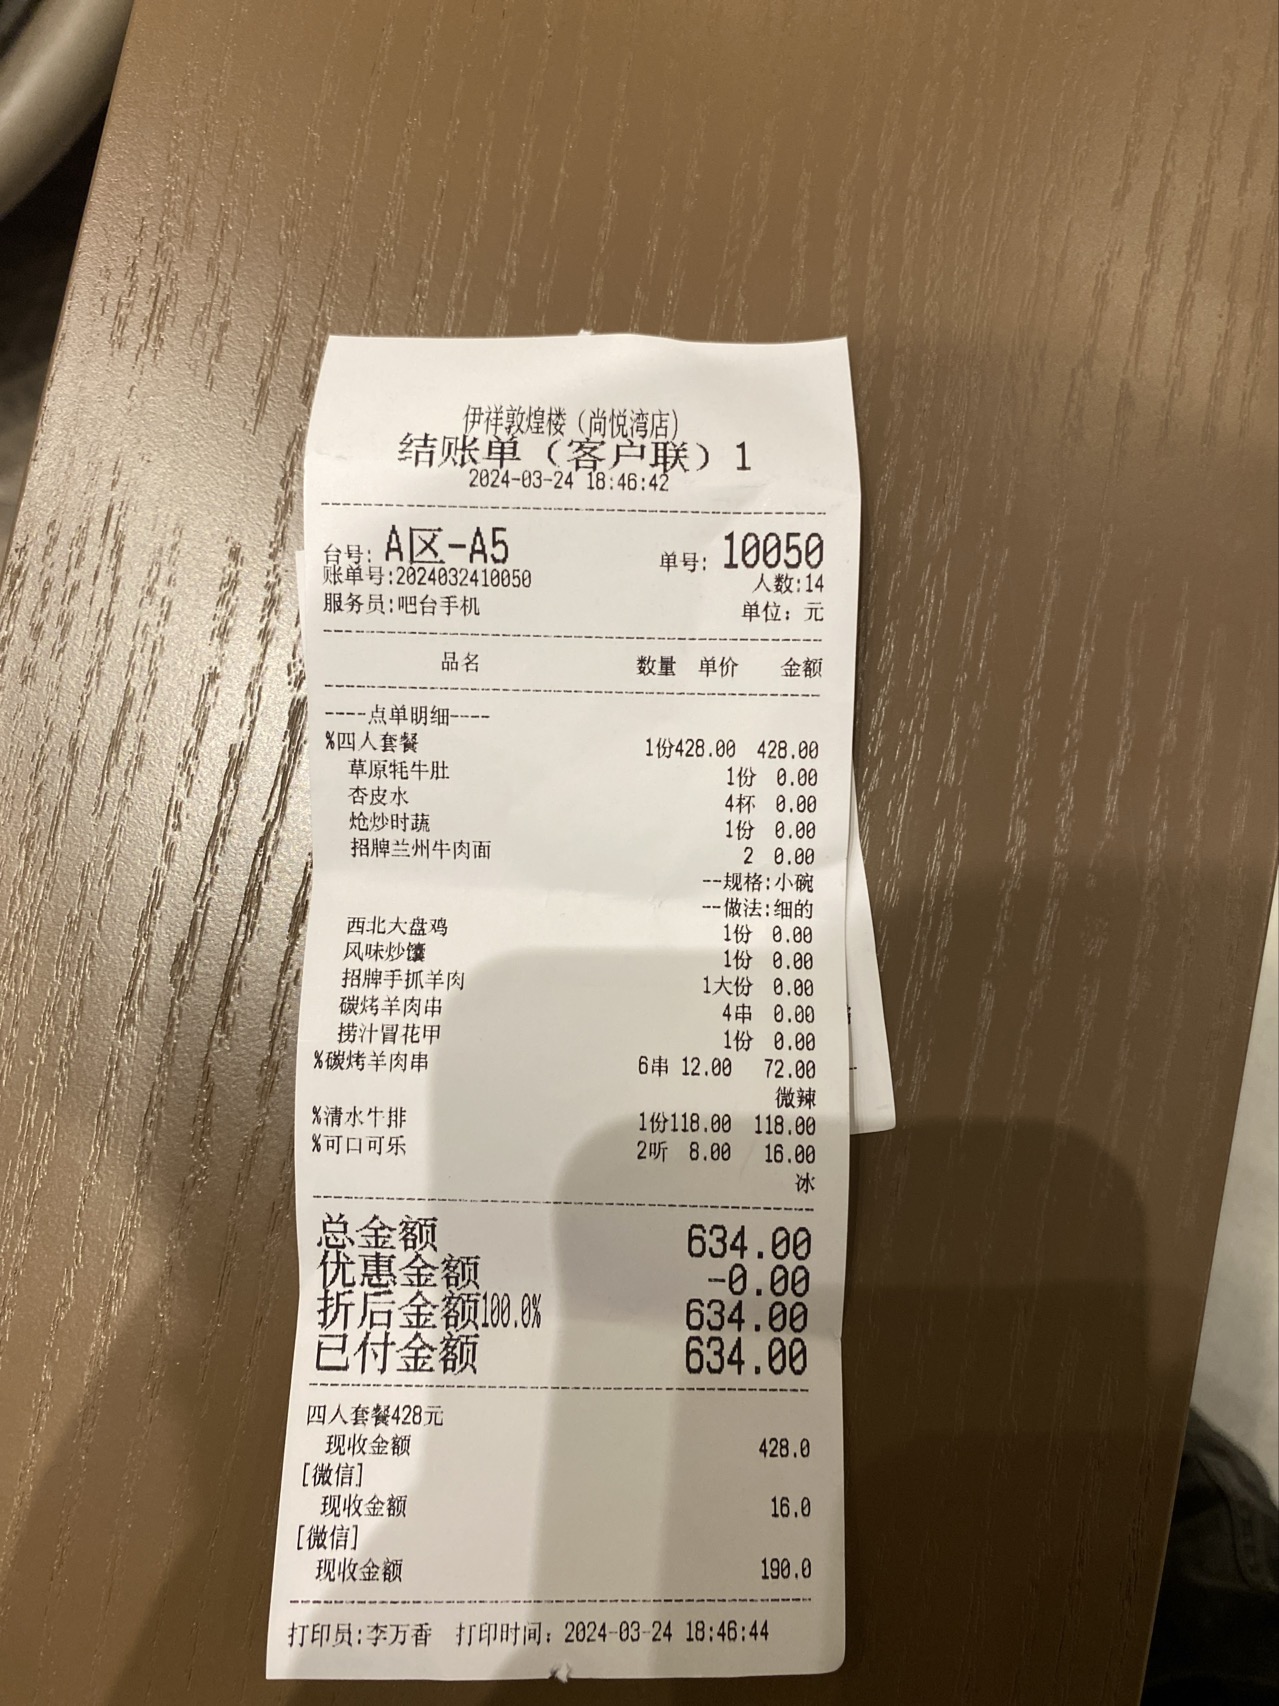 伊祥敦煌楼（尚悦湾店）
结账单（客户联）1
2024-03-24 18:46:42
台号: A区-A5 单号: 10050
账单号:2024032410050 人数:14
服务员:吧台手机 单位: 元
品名 数量 单价 金额
----点单明细----
%四人套餐 1份428.00 428.00
草原牦牛肚 1份 0.00
杏皮水 4杯 0.00
炝炒时蔬 1份 0.00
招牌兰州牛肉面 2 0.00
--规格:小碗
--做法:细的
西北大盘鸡 1份 0.00
风味炒馕 1份 0.00
招牌手抓羊肉 1大份 0.00
碳烤羊肉串 4串 0.00
捞汁冒花甲 1份 0.00
%碳烤羊肉串 6串 12.00 72.00
微辣
%清水牛排 1份118.00 118.00
%可口可乐 2听 8.00 16.00
冰
总金额 634.00
优惠金额 -0.00
折后金额100.0% 634.00
已付金额 634.00
四人套餐428元
现收金额 428.0
[微信]
现收金额 16.0
[微信]
现收金额 190.0
打印员:李万香 打印时间: 2024-03-24 18:46:44